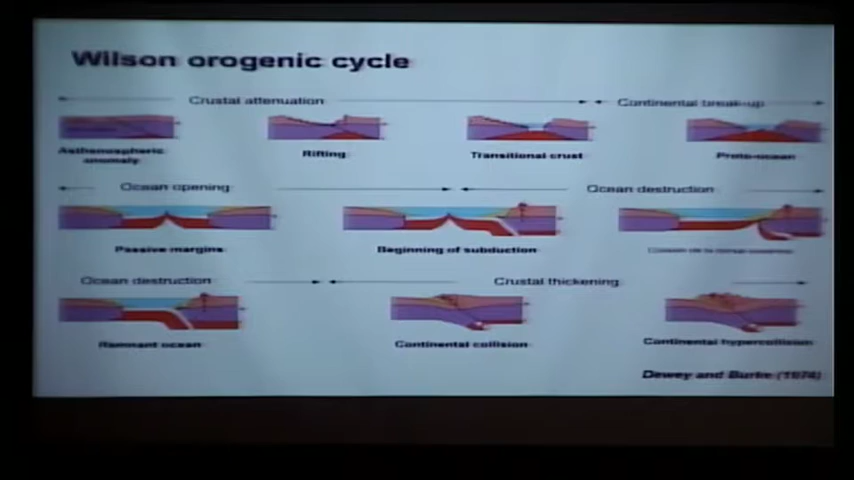 Wilson orogenic cycle
Crustal attenuation
Continental break-up
Asthenospheric
anomaly
Rifting
Transitional crust
Proto-ocean
Ocean opening
Ocean destruction
Passive margins
Beginning of subduction
Ocean destruction
Crustal thickening
Remnant ocean
Continental collision
Continental hypercollision
Dewey and Burke (1974)